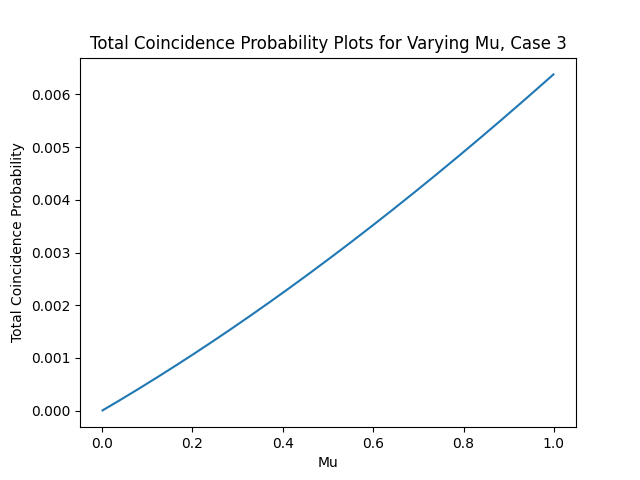 Total Coincidence Probability Plots for Varying Mu, Case 3
Total Coincidence Probability
0.006
0.005
0.004
0.003
0.002
0.001
0.000
0.0 0.2 0.4 0.6 0.8 1.0
Mu